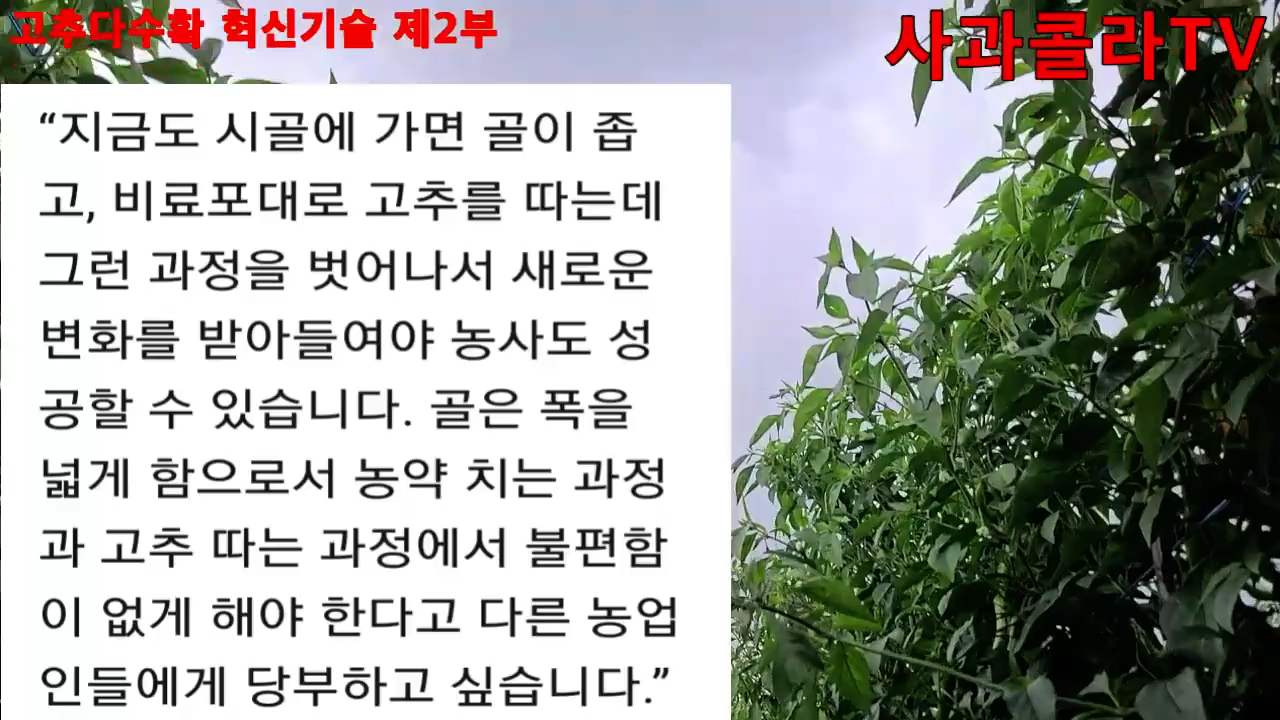 고추다수확 혁신기술 제2부
사과콜라TV
“지금도 시골에 가면 골이 좁
고, 비료포대로 고추를 따는데
그런 과정을 벗어나서 새로운
변화를 받아들여야 농사도 성
공할 수 있습니다. 골은 폭을
넓게 함으로서 농약 치는 과정
과 고추 따는 과정에서 불편함
이 없게 해야 한다고 다른 농업
인들에게 당부하고 싶습니다.”